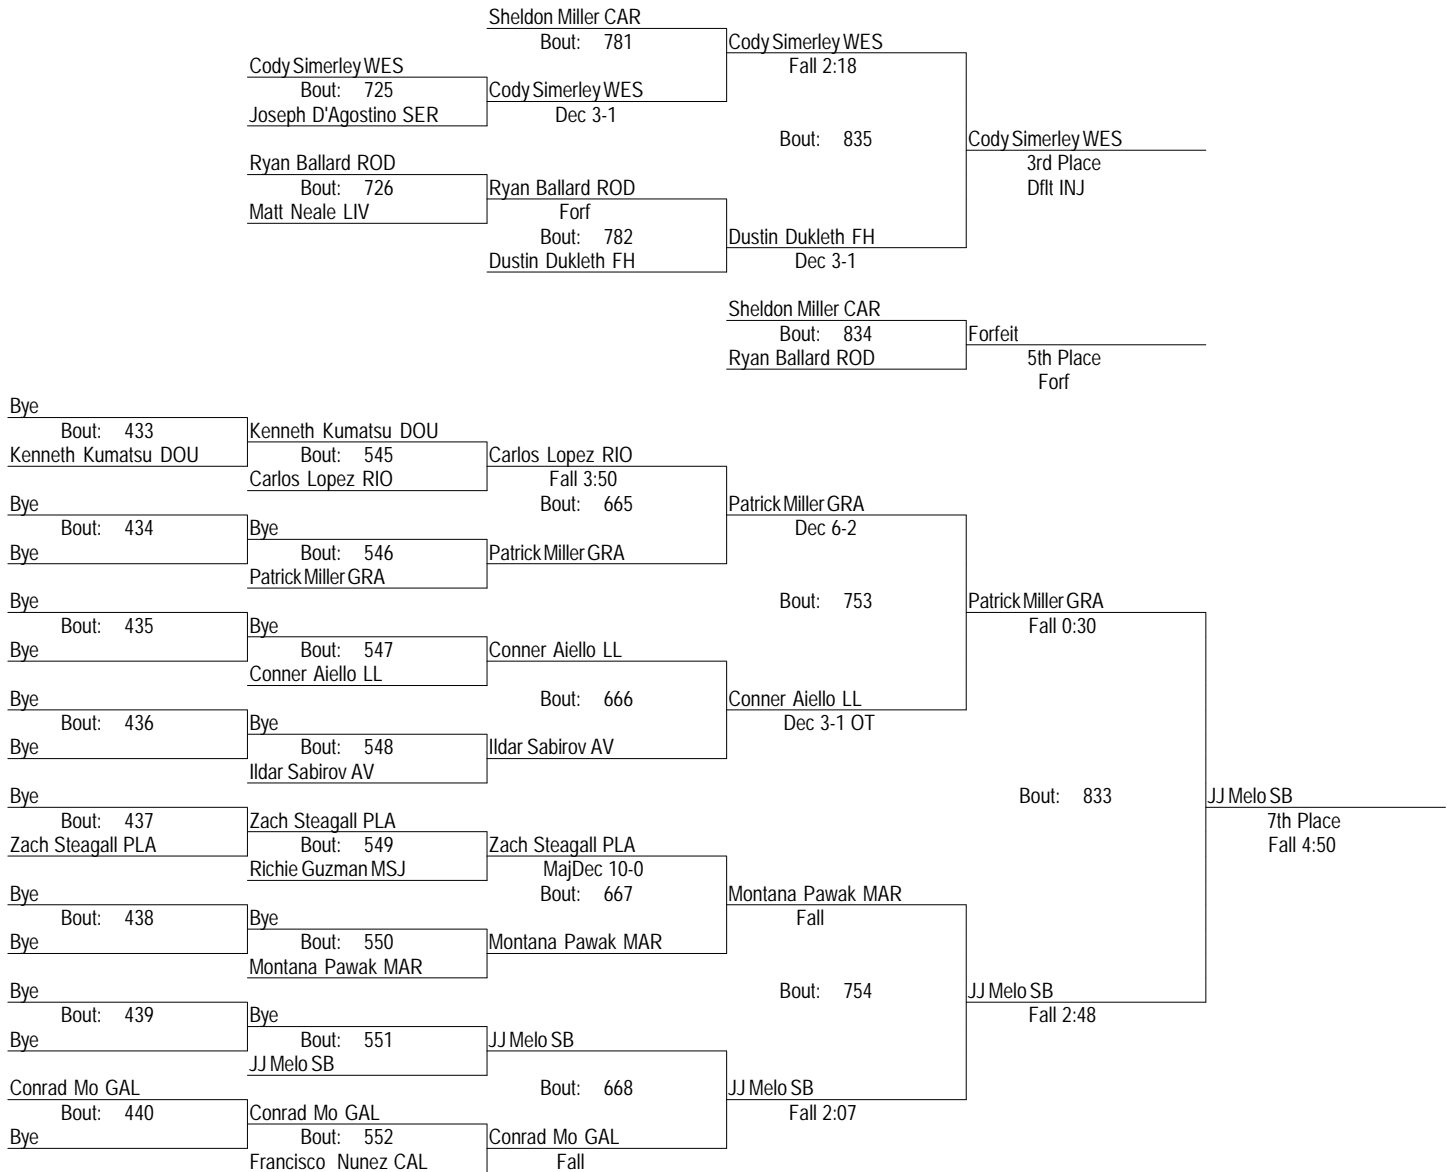 Sheldon Miller CAR
Bout: 781
Cody Simerley WES
Fall 2:18
Cody Simerley WES
Bout: 725
Joseph D'Agostino SER
Cody Simerley WES
Dec 3-1
Bout: 835
Cody Simerley WES
3rd Place
Dflt INJ
Ryan Ballard ROD
Bout: 726
Matt Neale LIV
Ryan Ballard ROD
Forf
Bout: 782
Dustin Dukleth FH
Dustin Dukleth FH
Dec 3-1
Sheldon Miller CAR
Bout: 834
Ryan Ballard ROD
Forfeit
5th Place
Forf
Bye
Bout: 433
Kenneth Kumatsu DOU
Kenneth Kumatsu DOU
Bout: 545
Carlos Lopez RIO
Carlos Lopez RIO
Fall 3:50
Bout: 665
Patrick Miller GRA
Dec 6-2
Bye
Bout: 434
Bye
Bye
Bout: 546
Patrick Miller GRA
Patrick Miller GRA
Bout: 753
Patrick Miller GRA
Fall 0:30
Bye
Bout: 435
Bye
Bye
Bout: 547
Conner Aiello LL
Conner Aiello LL
Bout: 666
Conner Aiello LL
Dec 3-1 OT
Bye
Bout: 436
Bye
Bye
Bout: 548
Ildar Sabirov AV
Ildar Sabirov AV
Bout: 833
JJ Melo SB
7th Place
Fall 4:50
Bye
Bout: 437
Zach Steagall PLA
Zach Steagall PLA
Bout: 549
Richie Guzman MSJ
Zach Steagall PLA
MajDec 10-0
Bout: 667
Montana Pawak MAR
Fall
Bye
Bout: 438
Bye
Bye
Bout: 550
Montana Pawak MAR
Montana Pawak MAR
Bout: 754
JJ Melo SB
Fall 2:48
Bye
Bout: 439
Bye
Bye
Bout: 551
JJ Melo SB
JJ Melo SB
Bout: 668
JJ Melo SB
Fall 2:07
Conrad Mo GAL
Bout: 440
Bye
Conrad Mo GAL
Bout: 552
Francisco Nunez CAL
Conrad Mo GAL
Fall